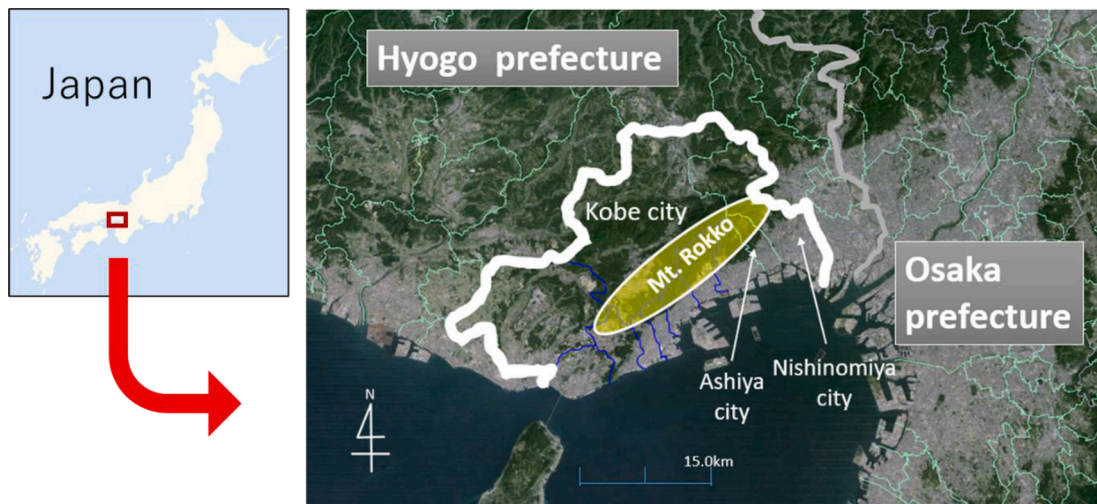 Japan
Hyogo prefecture
Kobe city
Mt. Rokko
Osaka
prefecture
Ashiya
city
Nishinomiya
city
N
15.0km